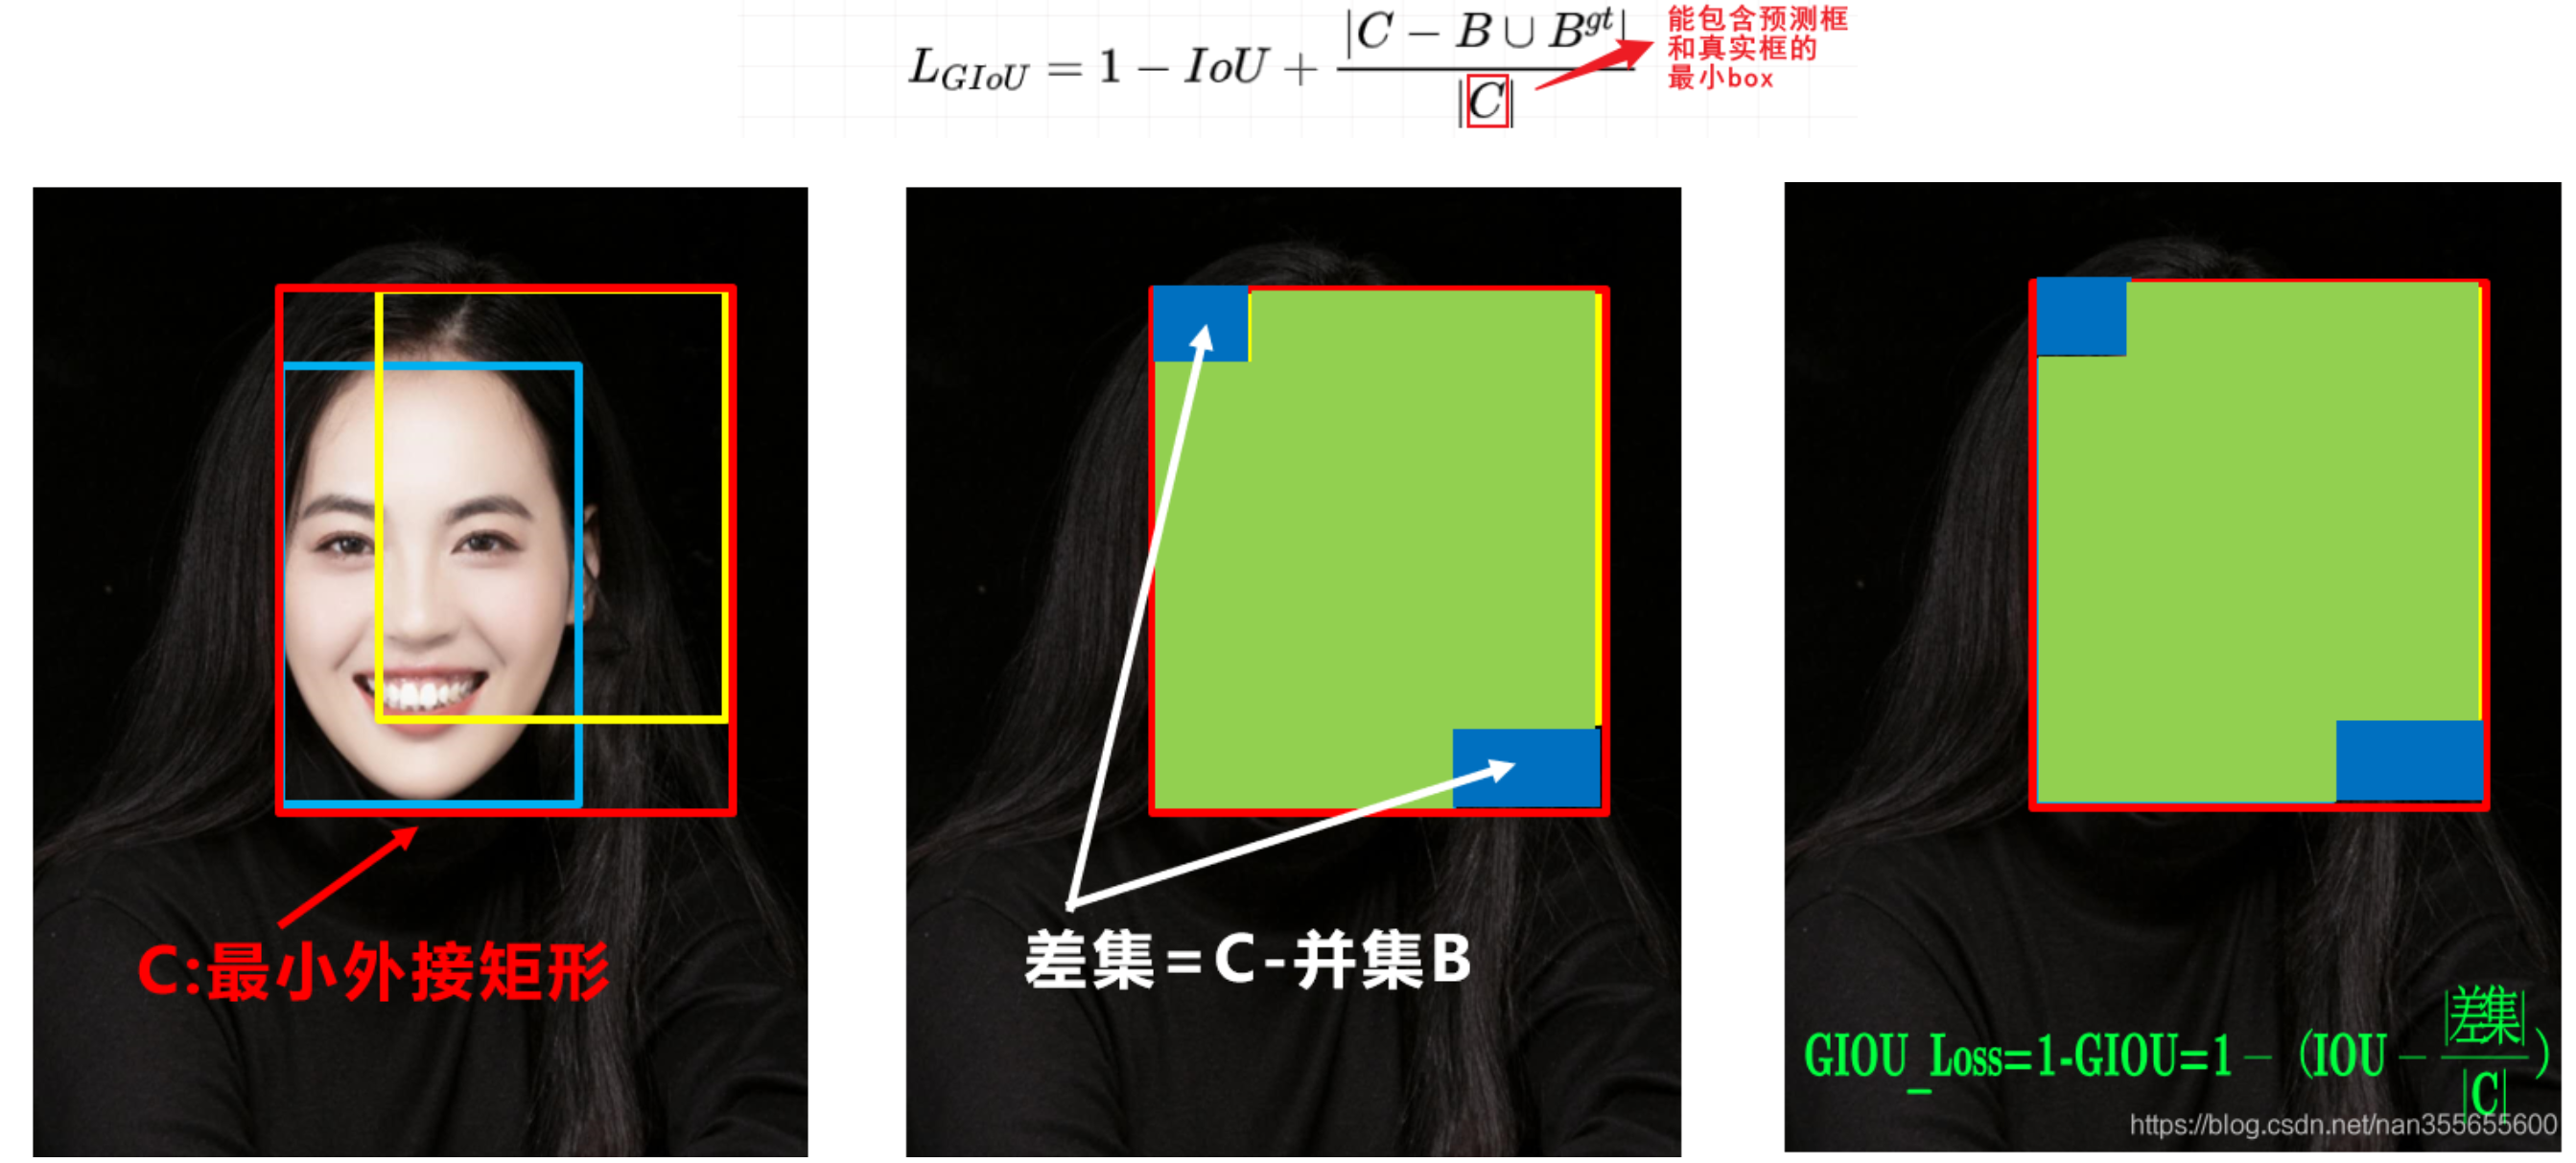 L_{GIoU} = 1 − IoU + \frac{|C − B ∪ B^{gt}|}{|C|}
能包含预测框
和真实框的
最小box
C:最小外接矩形
差集=C-并集B
GIOU_Loss=1-GIOU=1－（IOU－\frac{|差集|}{|C|}）
https://blog.csdn.net/nan355655600